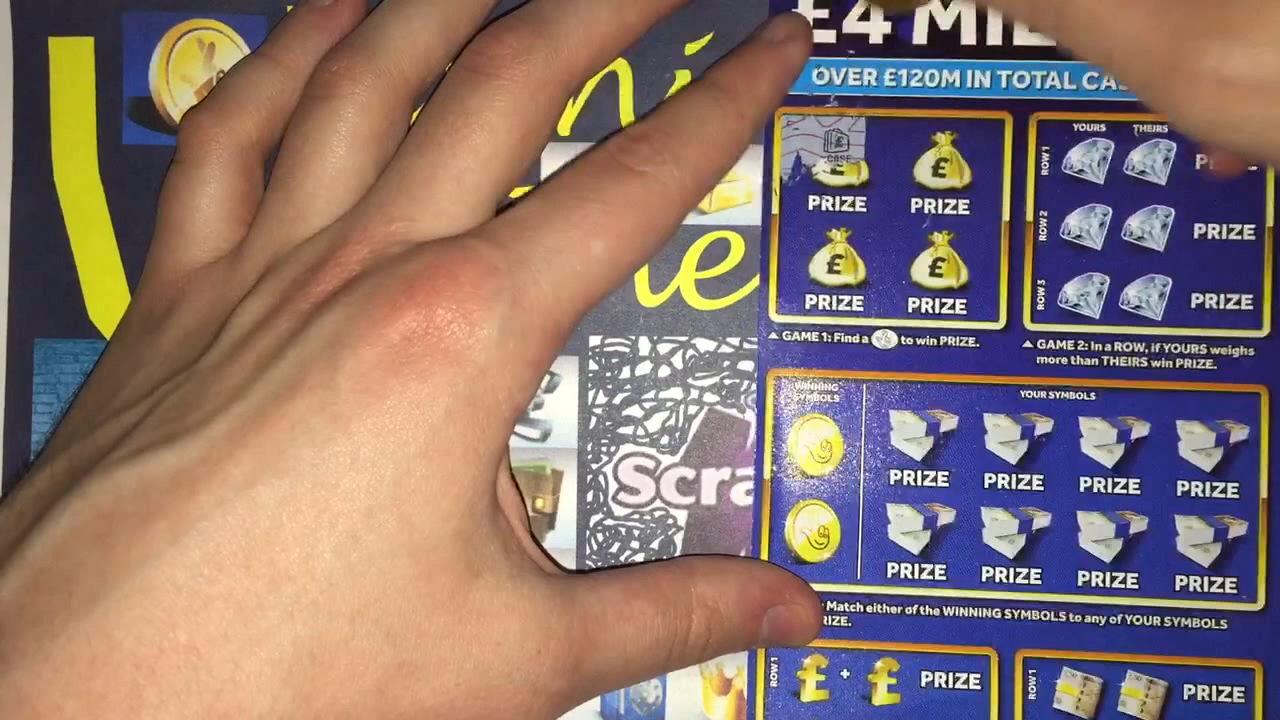 £4 MIL
OVER £120M IN TOTAL CA
CASE
PRIZE PRIZE
PRIZE PRIZE
GAME 1: Find a to win PRIZE.
YOURS THEIRS
ROW 1
ROW 2 PRIZE
ROW 3 PRIZE
GAME 2: In a ROW, if YOURS weighs
more than THEIRS win PRIZE.
WINNING
SYMBOLS
YOUR SYMBOLS
PRIZE PRIZE PRIZE PRIZE
PRIZE PRIZE PRIZE PRIZE
Match either of the WINNING SYMBOLS to any of YOUR SYMBOLS
RIZE.
ROW 1 £ + £ PRIZE
ROW 1 PRIZE
ni
ne
Scra